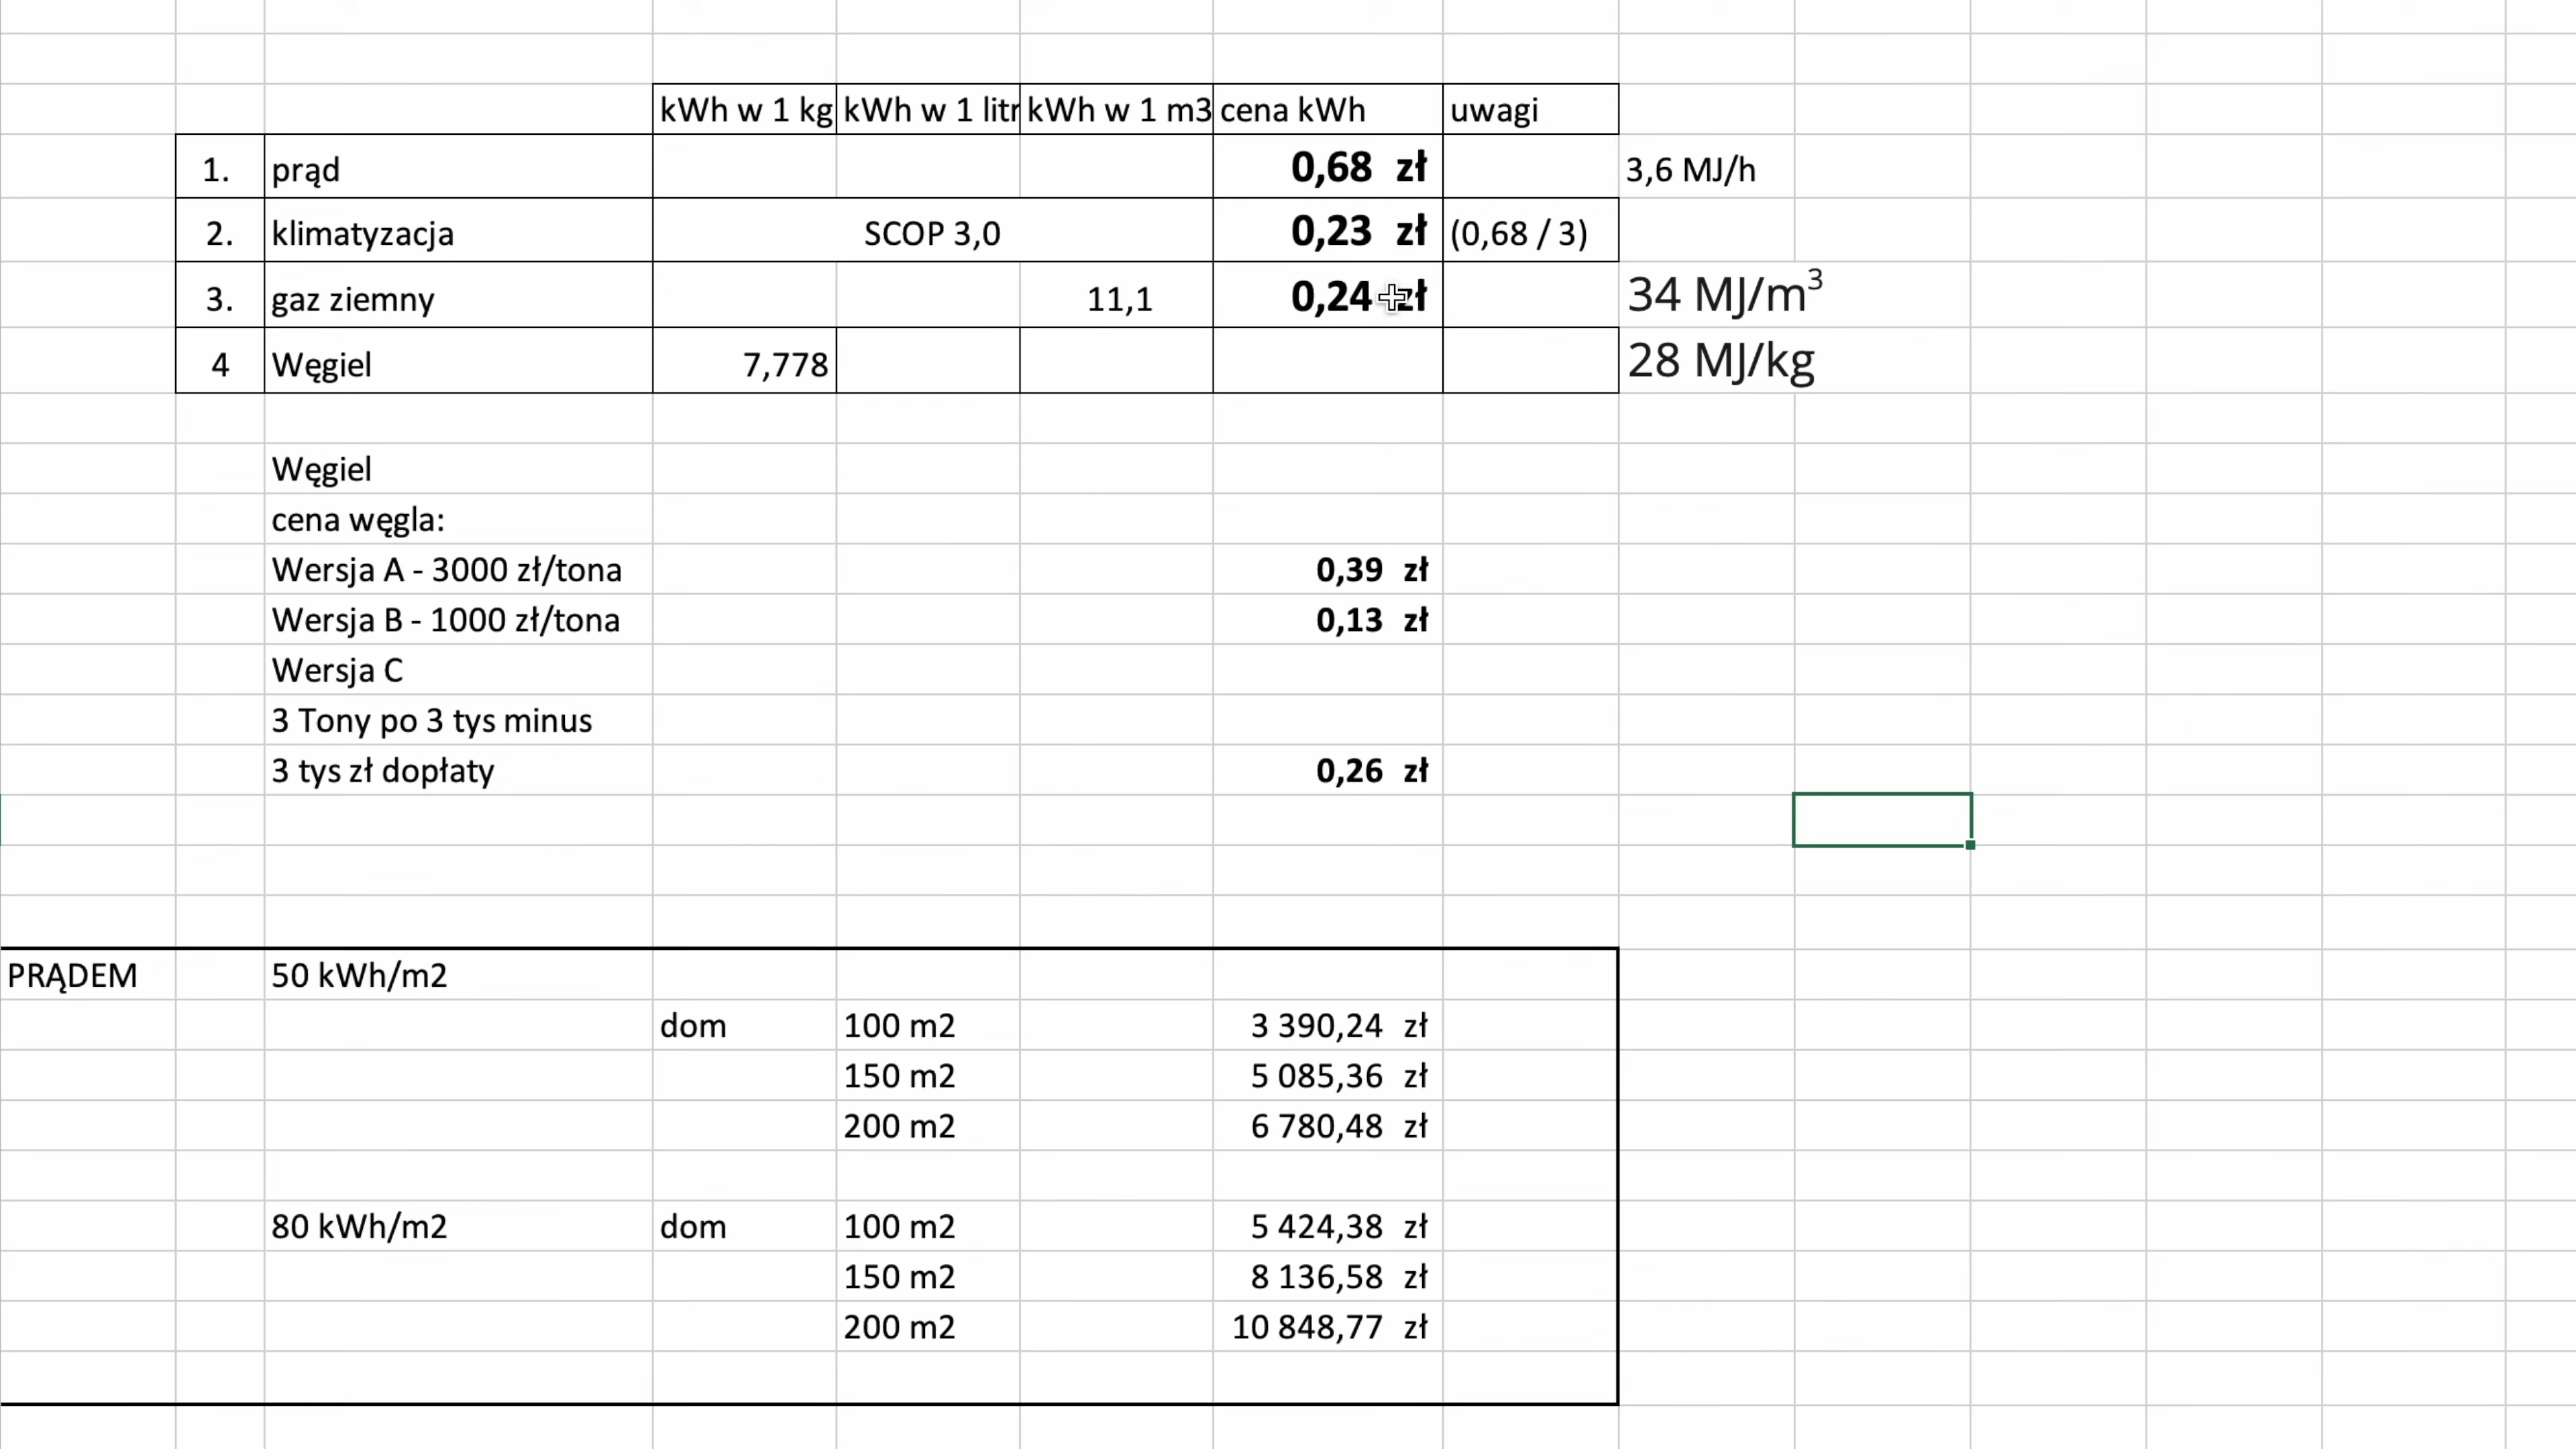 kWh w 1 kg kWh w 1 litr kWh w 1 m3 cena kWh uwagi
1. prąd 0,68 zł 3,6 MJ/h
2. klimatyzacja SCOP 3,0 0,23 zł (0,68 / 3)
3. gaz ziemny 11,1 0,24 zł 34 MJ/m³
4 Węgiel 7,778 28 MJ/kg
Węgiel
cena węgla:
Wersja A - 3000 zł/tona 0,39 zł
Wersja B - 1000 zł/tona 0,13 zł
Wersja C
3 Tony po 3 tys minus
3 tys zł dopłaty 0,26 zł
PRĄDEM 50 kWh/m2
dom 100 m2 3 390,24 zł
150 m2 5 085,36 zł
200 m2 6 780,48 zł
80 kWh/m2 dom 100 m2 5 424,38 zł
150 m2 8 136,58 zł
200 m2 10 848,77 zł